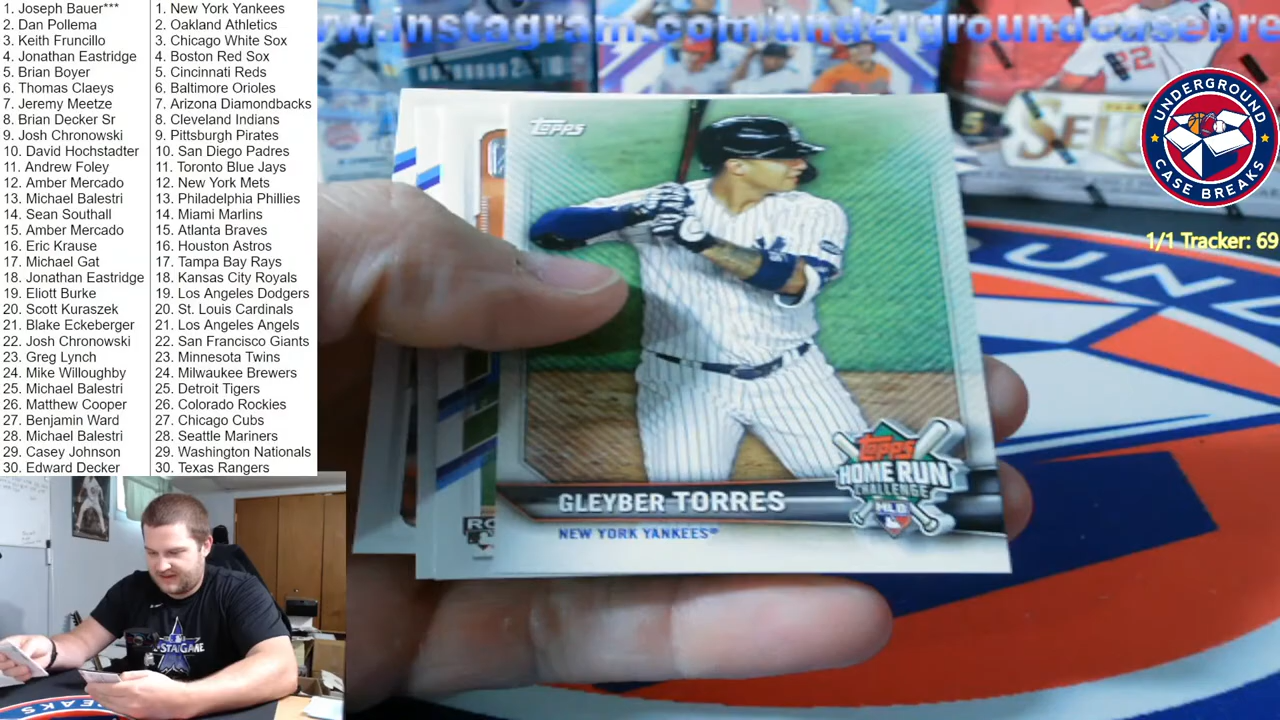 1. Joseph Bauer***
2. Dan Pollema
3. Keith Fruncillo
4. Jonathan Eastridge
5. Brian Boyer
6. Thomas Claeys
7. Jeremy Meetze
8. Brian Decker Sr
9. Josh Chronowski
10. David Hochstadter
11. Andrew Foley
12. Amber Mercado
13. Michael Balestri
14. Sean Southall
15. Amber Mercado
16. Eric Krause
17. Michael Gat
18. Jonathan Eastridge
19. Eliott Burke
20. Scott Kuraszek
21. Blake Eckeberger
22. Josh Chronowski
23. Greg Lynch
24. Mike Willoughby
25. Michael Balestri
26. Matthew Cooper
27. Benjamin Ward
28. Michael Balestri
29. Casey Johnson
30. Edward Decker
1. New York Yankees
2. Oakland Athletics
3. Chicago White Sox
4. Boston Red Sox
5. Cincinnati Reds
6. Baltimore Orioles
7. Arizona Diamondbacks
8. Cleveland Indians
9. Pittsburgh Pirates
10. San Diego Padres
11. Toronto Blue Jays
12. New York Mets
13. Philadelphia Phillies
14. Miami Marlins
15. Atlanta Braves
16. Houston Astros
17. Tampa Bay Rays
18. Kansas City Royals
19. Los Angeles Dodgers
20. St. Louis Cardinals
21. Los Angeles Angels
22. San Francisco Giants
23. Minnesota Twins
24. Milwaukee Brewers
25. Detroit Tigers
26. Colorado Rockies
27. Chicago Cubs
28. Seattle Mariners
29. Washington Nationals
30. Texas Rangers
ww.instagram.com/undergroundcasebre
22
UNDERGROUND
CASE BREAKS
1/1 Tracker: 69
Topps
Topps
HOME RUN
CHALLENGE
MLB
GLEYBER TORRES
NEW YORK YANKEES®
RC
UND